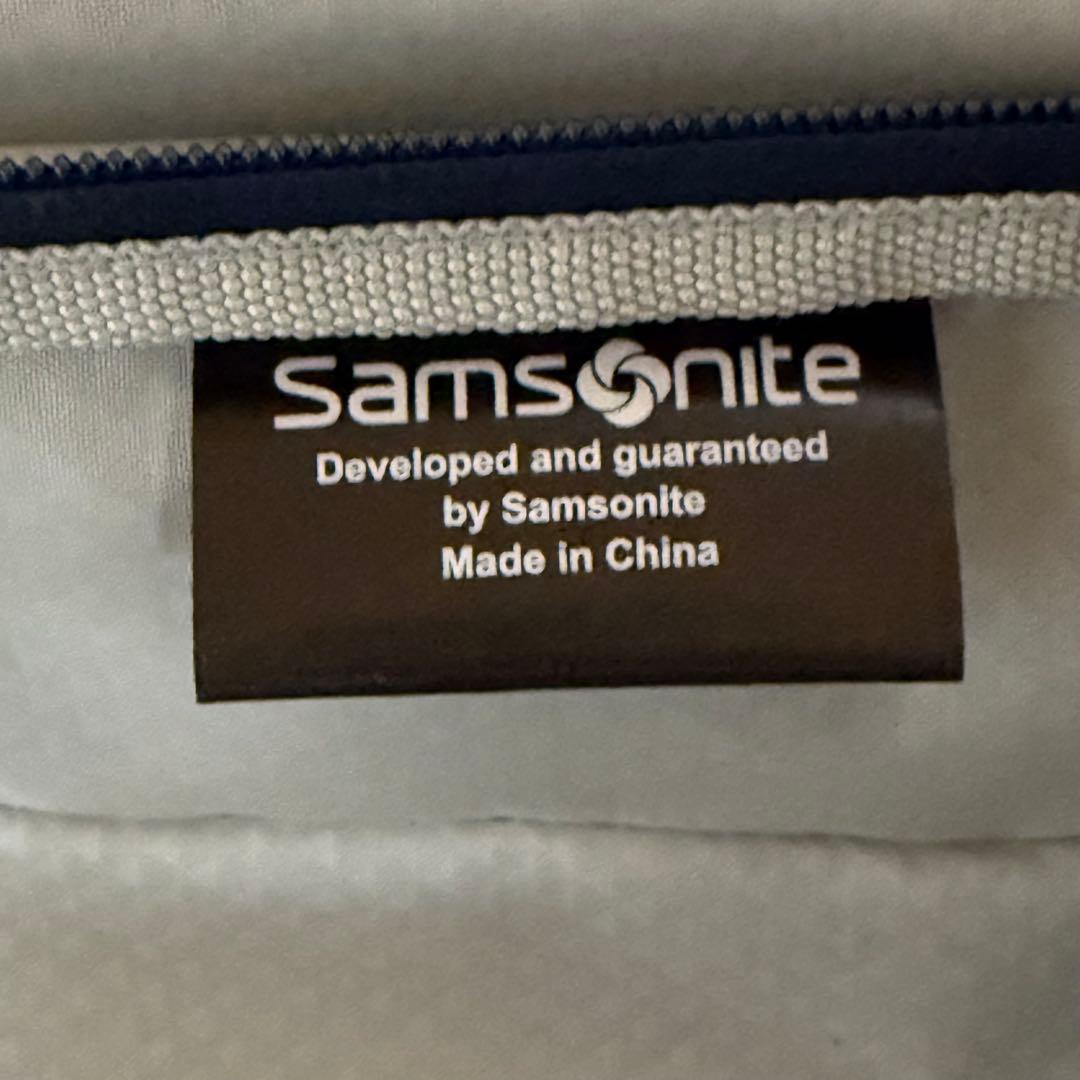 Samsonite
Developed and guaranteed
by Samsonite
Made in China